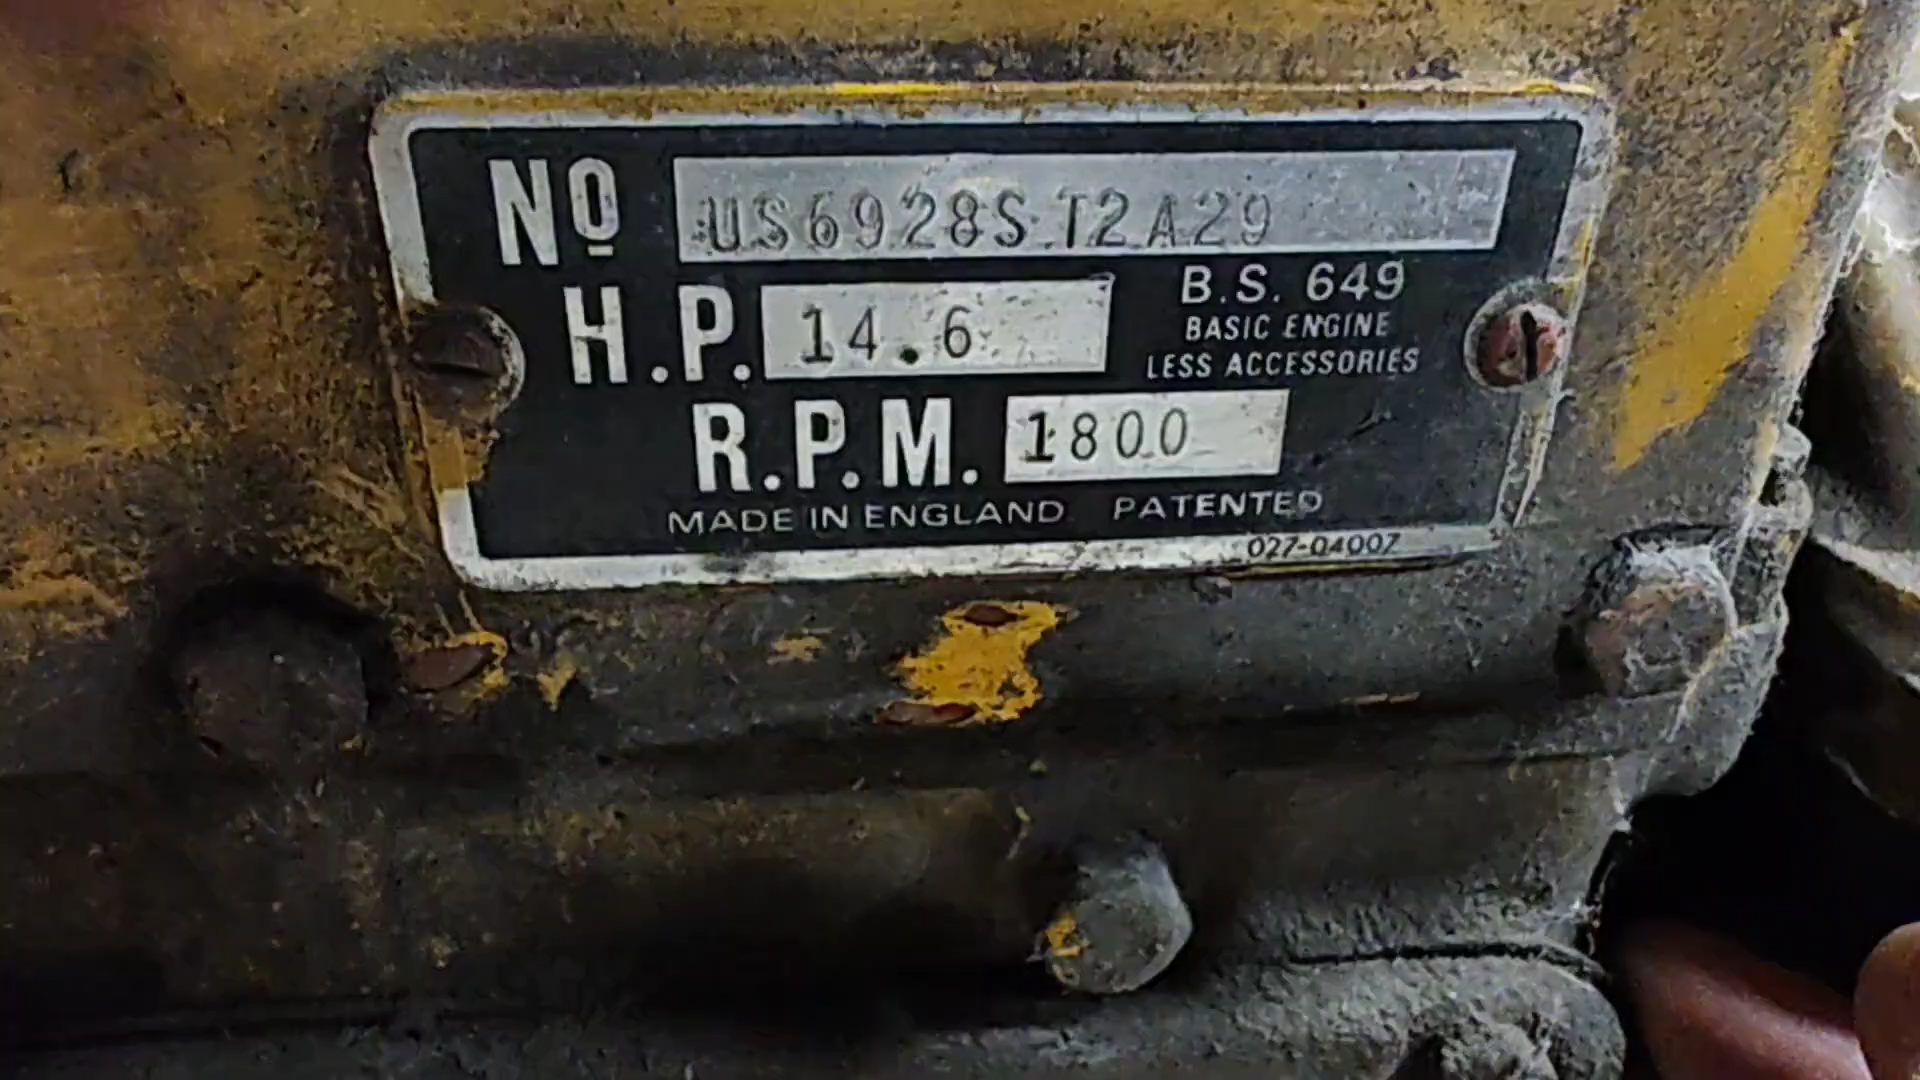 Nº US6928S T2A29
H.P. 14.6
B.S. 649
BASIC ENGINE
LESS ACCESSORIES
R.P.M. 1800
MADE IN ENGLAND PATENTED
027-04007